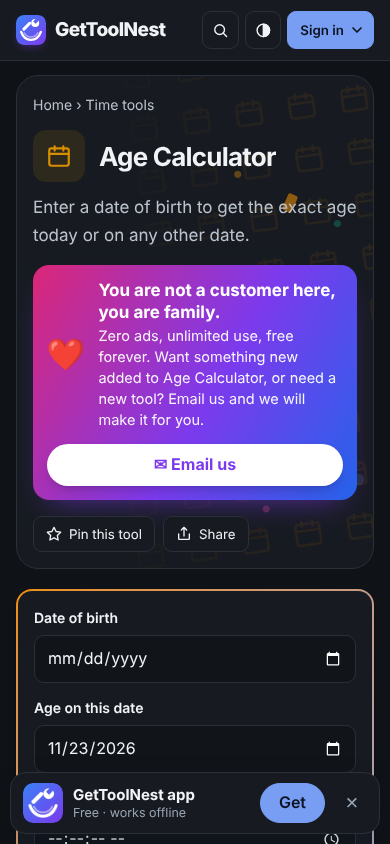 GetToolNest
Sign in
Home › Time tools
Age Calculator
Enter a date of birth to get the exact age
today or on any other date.
You are not a customer here,
you are family.
Zero ads, unlimited use, free
forever. Want something new
added to Age Calculator, or need a
new tool? Email us and we will
make it for you.
✉ Email us
Pin this tool
Share
Date of birth
mm/dd/yyyy
Age on this date
11/23/2026
GetToolNest app
Free · works offline
Get
✕
--:--:-- --